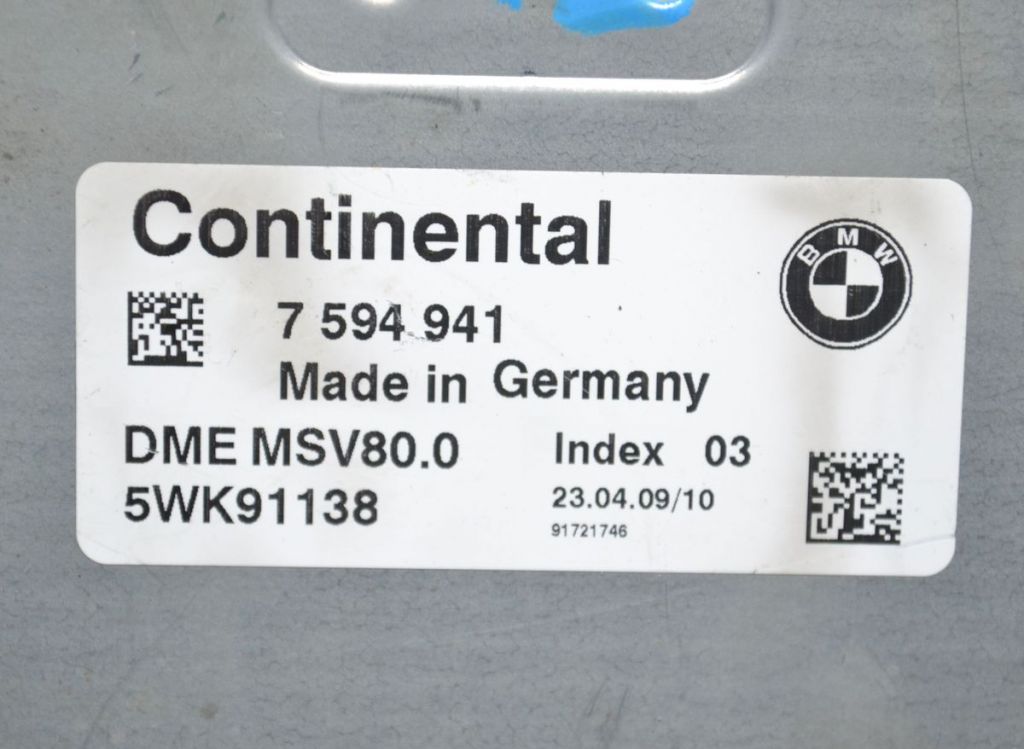 Continental
BMW
7 594 941
Made in Germany
DME MSV80.0
Index 03
5WK91138
23.04.09/10
91721746